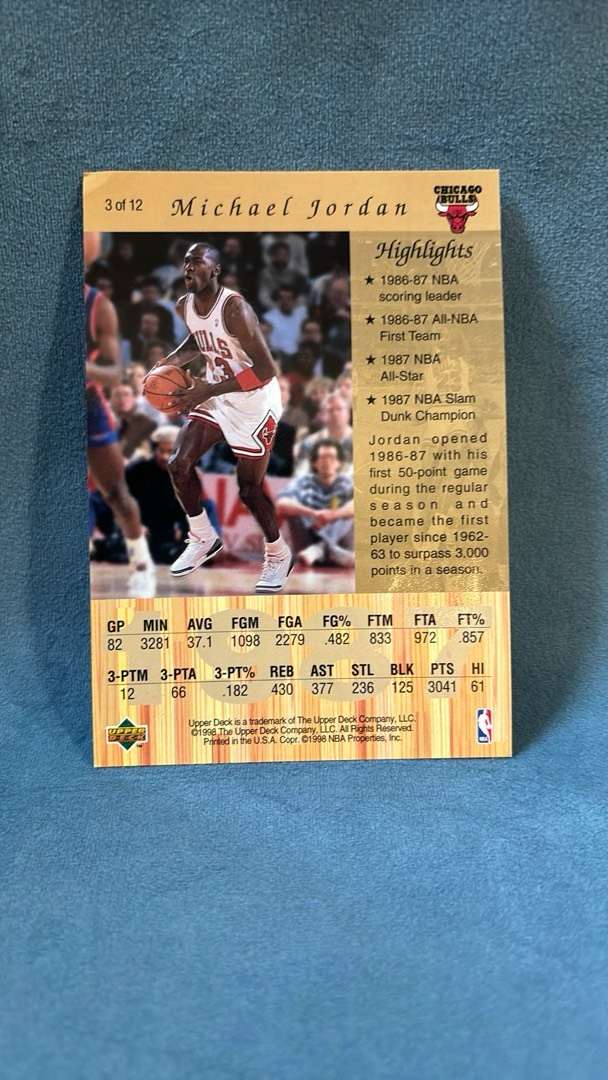 3 of 12 Michael Jordan
CHICAGO
BULLS
Highlights
★ 1986-87 NBA
scoring leader
★ 1986-87 All-NBA
First Team
★ 1987 NBA
All-Star
★ 1987 NBA Slam
Dunk Champion
Jordan opened
1986-87 with his
first 50-point game
during the regular
season and
became the first
player since 1962-
63 to surpass 3,000
points in a season.
GP MIN AVG FGM FGA FG% FTM FTA FT%
82 3281 37.1 1098 2279 .482 833 972 .857
3-PTM 3-PTA 3-PT% REB AST STL BLK PTS HI
12 66 .182 430 377 236 125 3041 61
Upper Deck is a trademark of The Upper Deck Company, LLC.
©1998 The Upper Deck Company, LLC. All Rights Reserved.
Printed in the U.S.A. Copr. ©1998 NBA Properties, Inc.
UPPER
DECK
TM
NBA